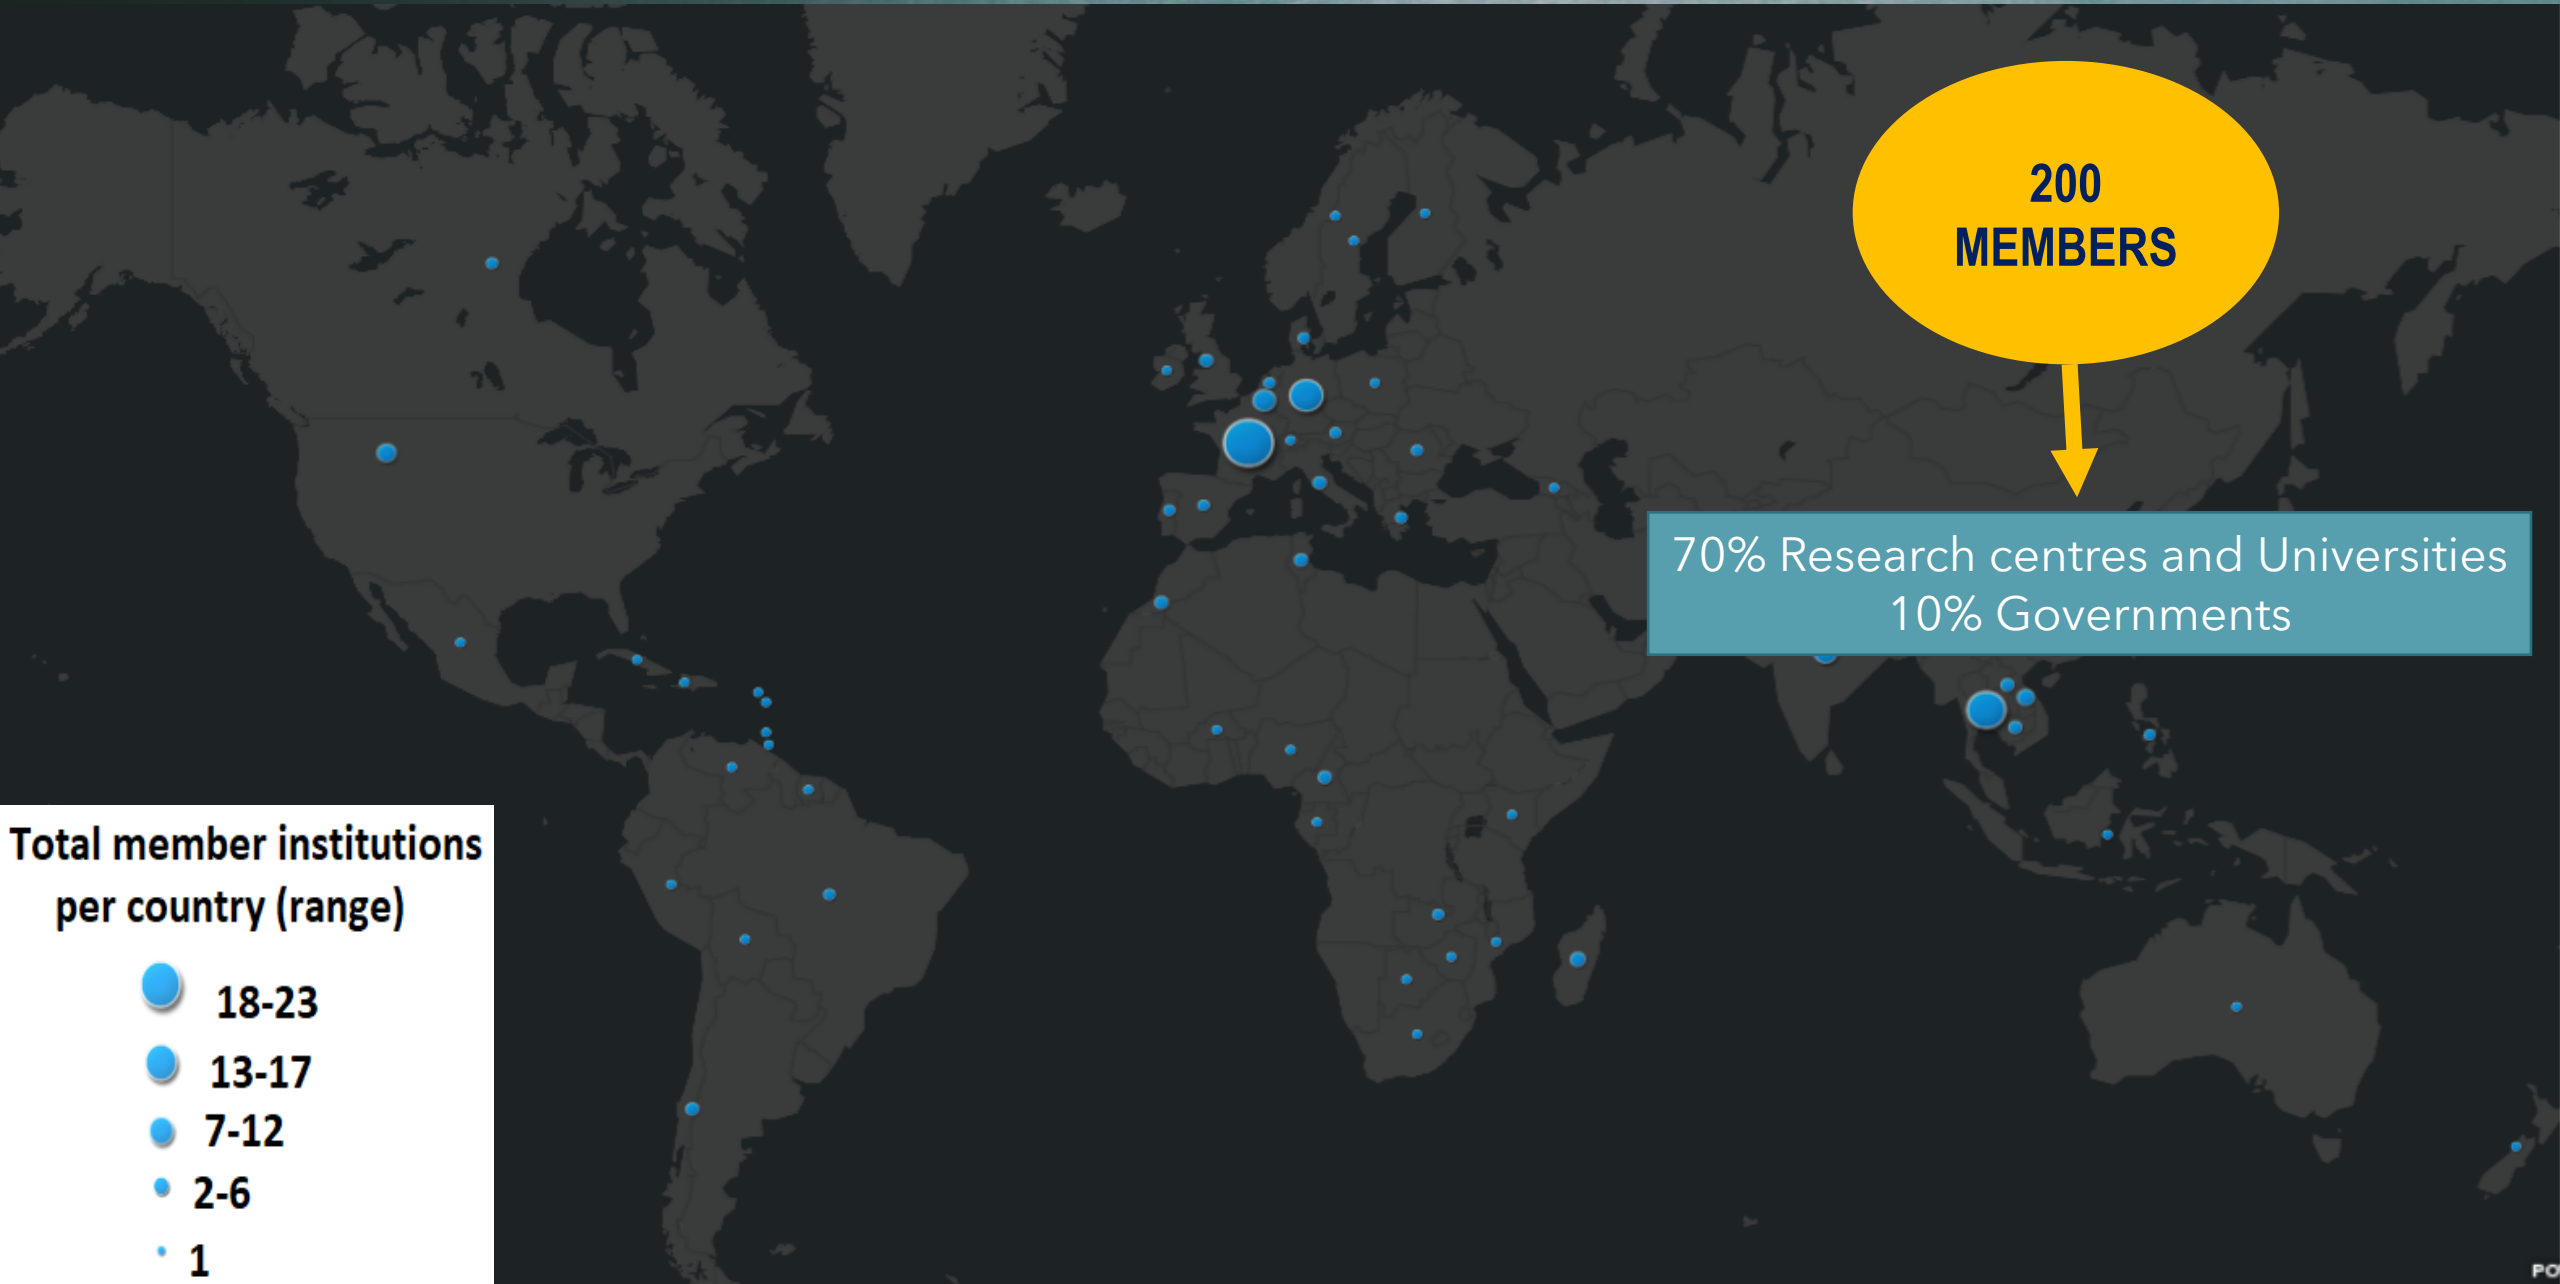 200
MEMBERS
70% Research centres and Universities
10% Governments
Total member institutions
per country (range)
18-23
13-17
7-12
2-6
1